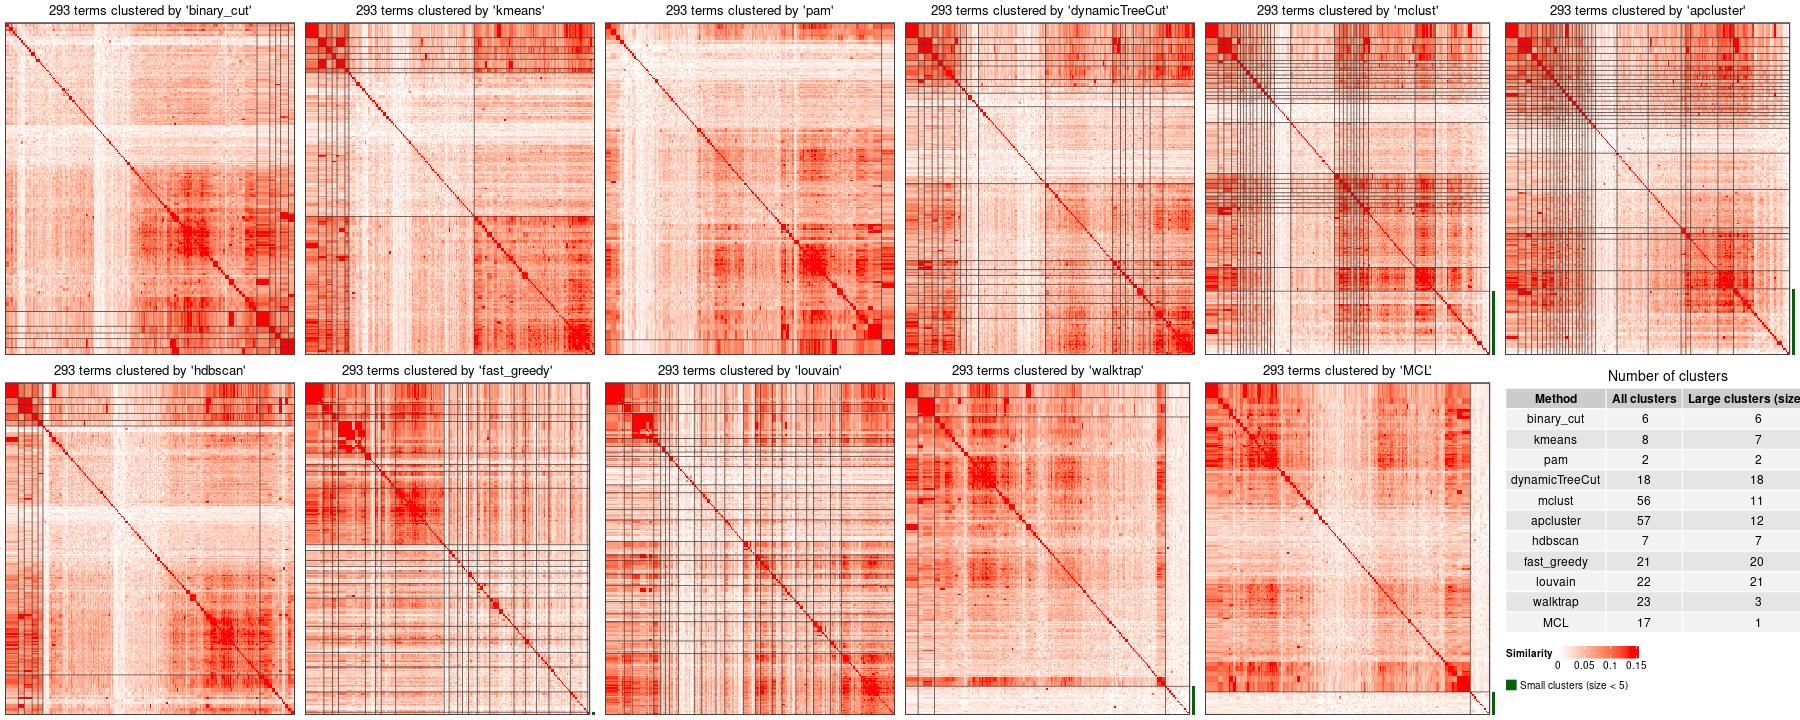 293 terms clustered by 'binary_cut'
293 terms clustered by 'kmeans'
293 terms clustered by 'pam'
293 terms clustered by 'dynamicTreeCut'
293 terms clustered by 'mclust'
293 terms clustered by 'apcluster'
293 terms clustered by 'hdbscan'
293 terms clustered by 'fast_greedy'
293 terms clustered by 'louvain'
293 terms clustered by 'walktrap'
293 terms clustered by 'MCL'
Number of clusters
Method All clusters Large clusters (size
binary_cut 6 6
kmeans 8 7
pam 2 2
dynamicTreeCut 18 18
mclust 56 11
apcluster 57 12
hdbscan 7 7
fast_greedy 21 20
louvain 22 21
walktrap 23 3
MCL 17 1
Similarity
0 0.05 0.1 0.15
Small clusters (size < 5)